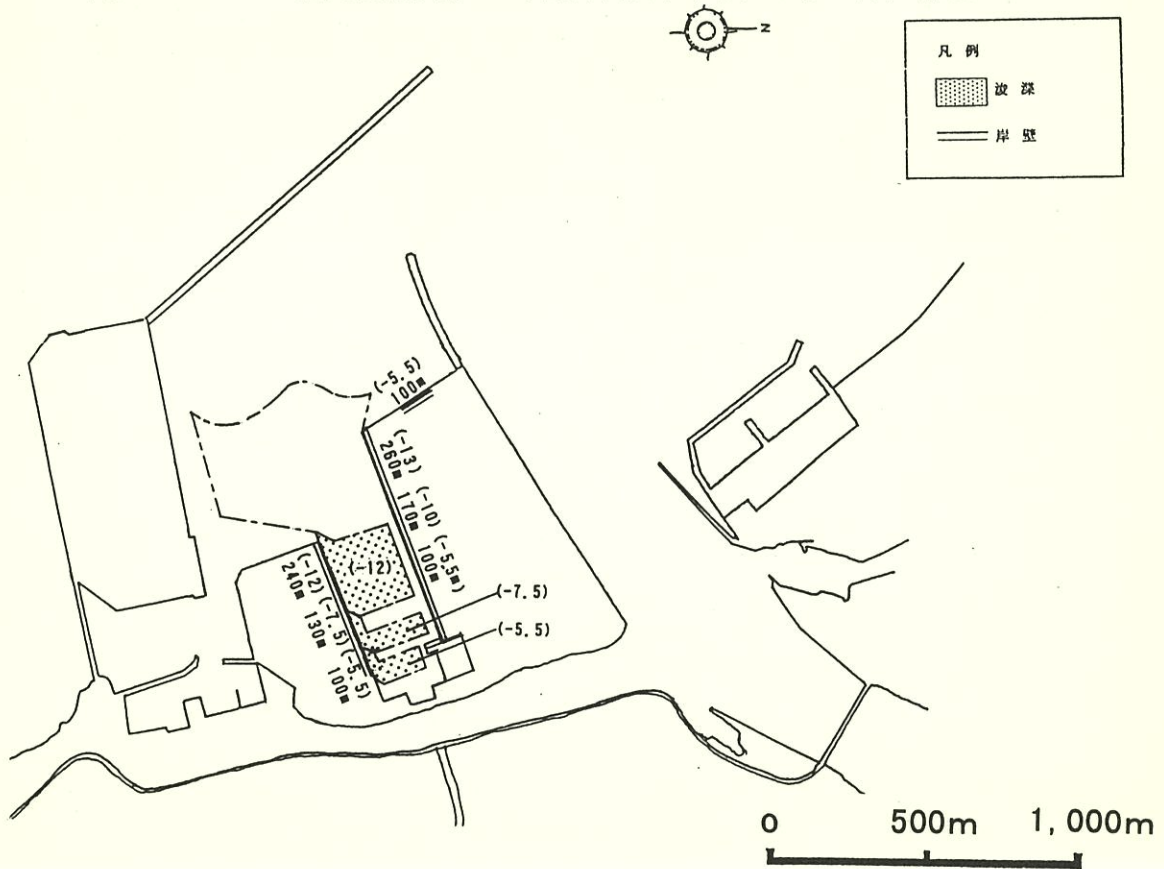 N
凡例
浚渫
岸壁
(-5.5)
100m
(-13) (-10) (-5.5m)
260m 170m 100m
(-12)
(-12) (-7.5) (-5.5)
240m 130m 100m
(-7.5)
(-5.5)
0 500m 1,000m